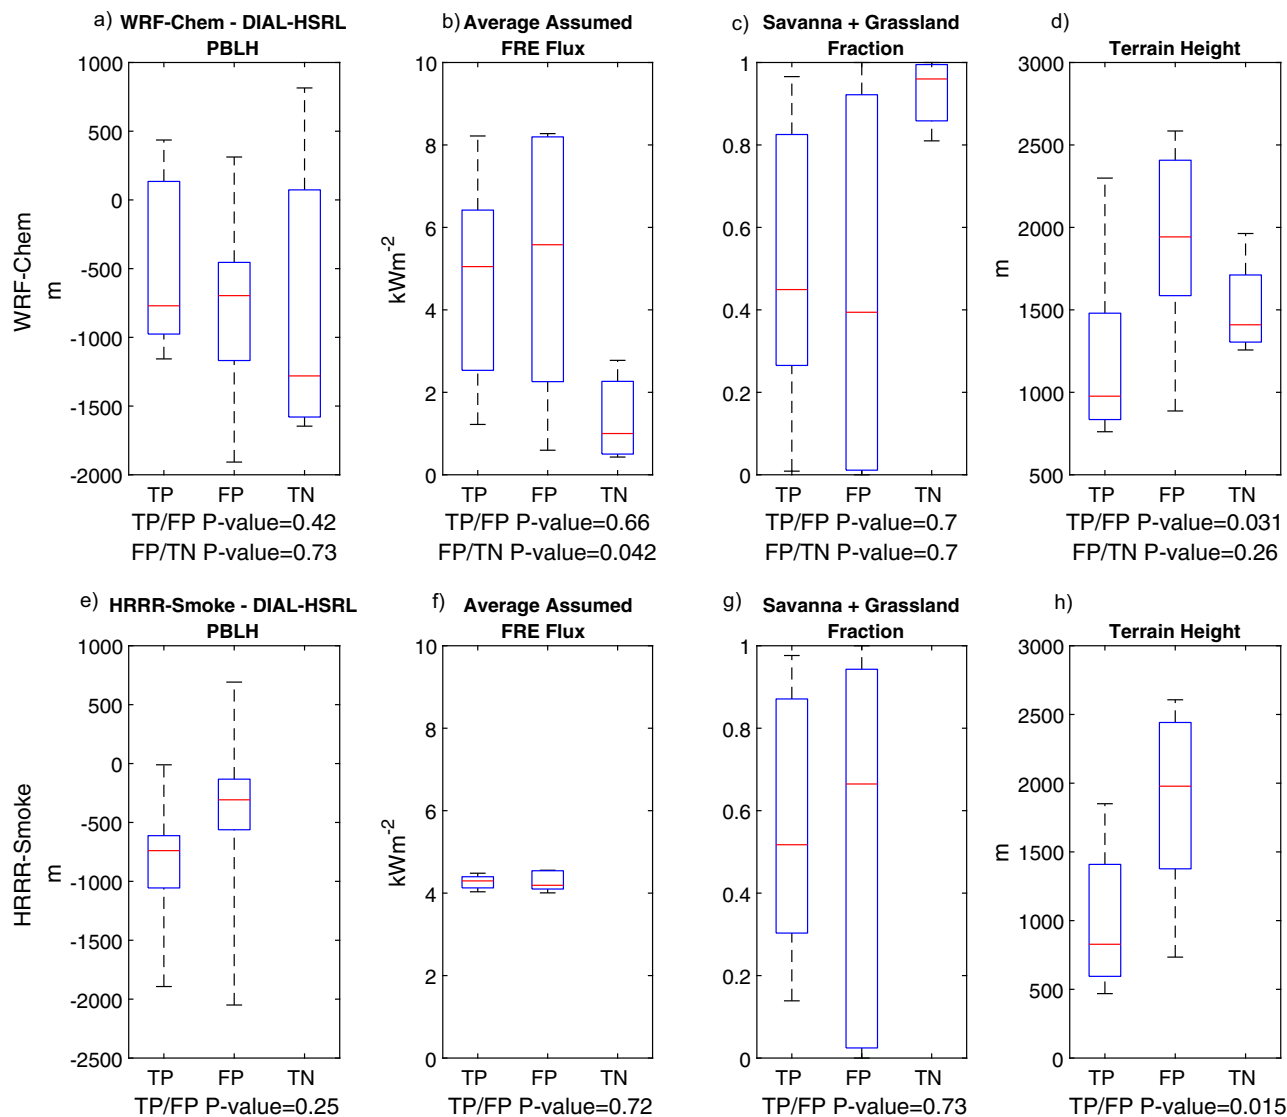 a) WRF-Chem - DIAL-HSRL
PBLH
1000
500
0
-500
-1000
-1500
-2000
m
WRF-Chem
TP FP TN
TP/FP P-value=0.42
FP/TN P-value=0.73
b) Average Assumed
FRE Flux
10
8
6
4
2
0
kWm-2
TP FP TN
TP/FP P-value=0.66
FP/TN P-value=0.042
c) Savanna + Grassland
Fraction
1
0.8
0.6
0.4
0.2
0
TP FP TN
TP/FP P-value=0.7
FP/TN P-value=0.7
d)
Terrain Height
3000
2500
2000
1500
1000
500
m
TP FP TN
TP/FP P-value=0.031
FP/TN P-value=0.26
e) HRRR-Smoke - DIAL-HSRL
PBLH
1000
500
0
-500
-1000
-1500
-2000
-2500
m
HRRR-Smoke
TP FP TN
TP/FP P-value=0.25
f) Average Assumed
FRE Flux
10
8
6
4
2
0
kWm-2
TP FP TN
TP/FP P-value=0.72
g) Savanna + Grassland
Fraction
1
0.8
0.6
0.4
0.2
0
TP FP TN
TP/FP P-value=0.73
h)
Terrain Height
3000
2500
2000
1500
1000
500
0
m
TP FP TN
TP/FP P-value=0.015